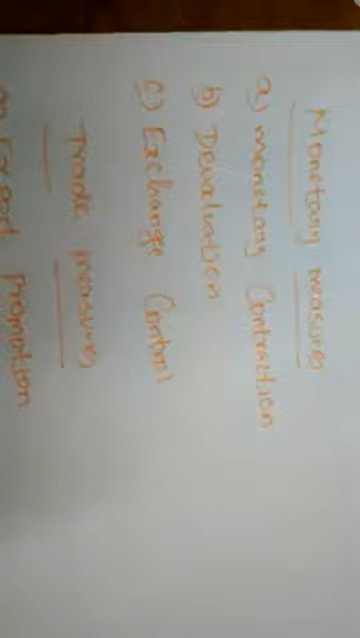 Monetary measures
a) monetary Contraction
b) Devaluation
c) Exchange Control
Trade measures
a) Export Promotion